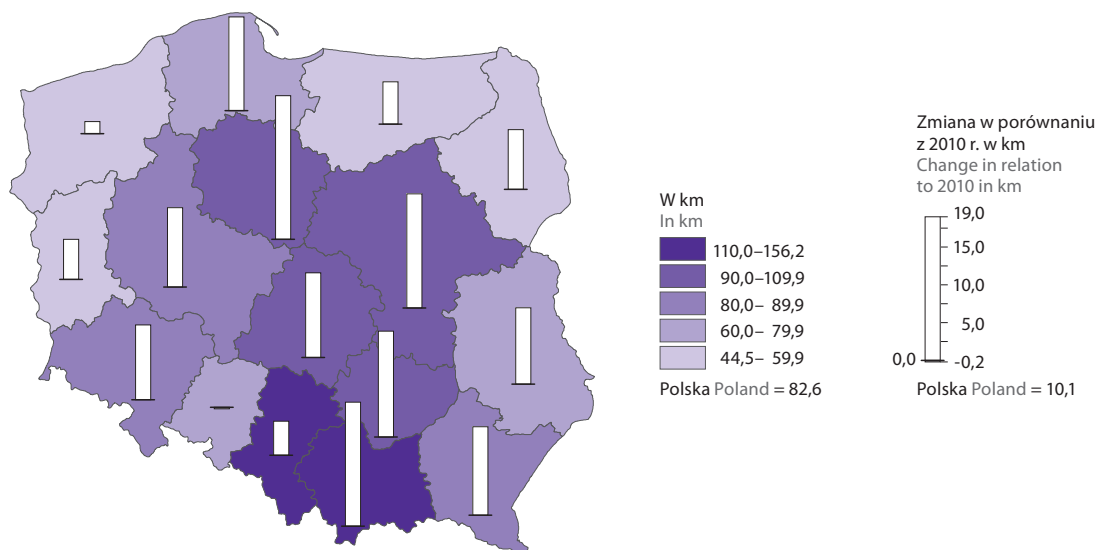 W km
In km
110,0–156,2
90,0–109,9
80,0– 89,9
60,0– 79,9
44,5– 59,9
Polska Poland = 82,6
Zmiana w porównaniu
z 2010 r. w km
Change in relation
to 2010 in km
19,0
15,0
10,0
5,0
0,0
-0,2
Polska Poland = 10,1